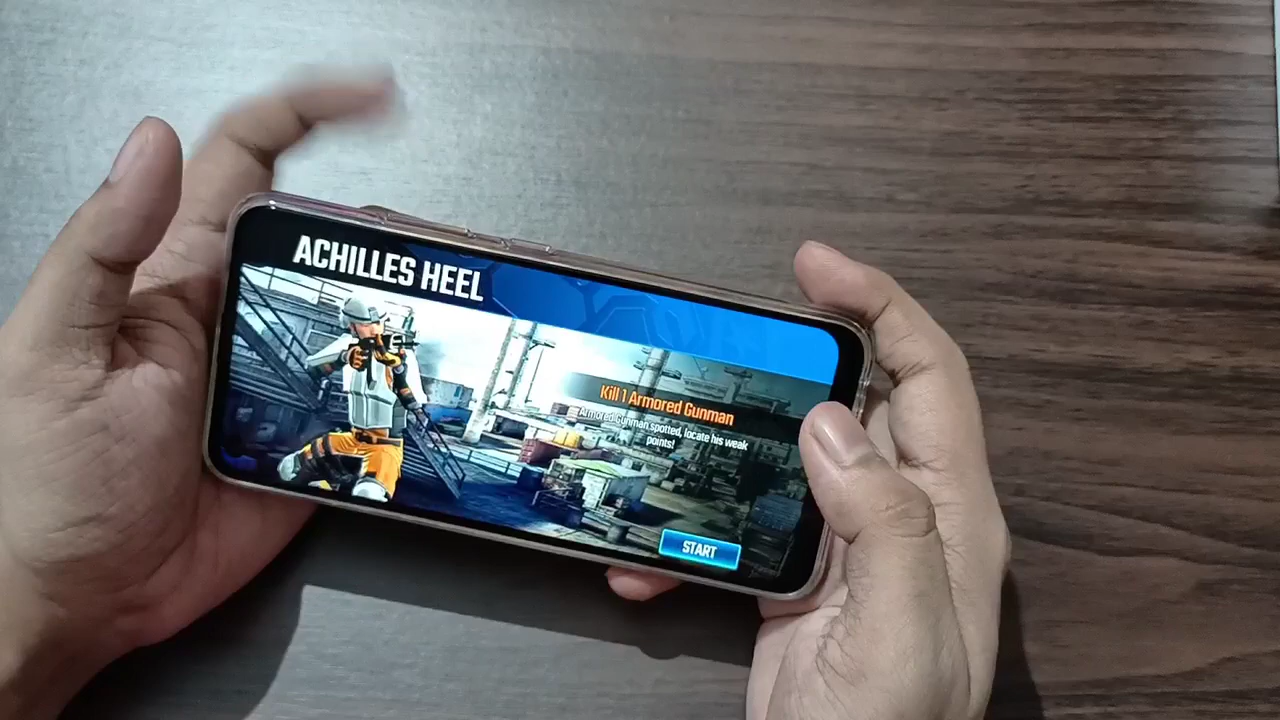 ACHILLES HEEL
Kill 1 Armored Gunman
Armored Gunman spotted, locate his weak
points!
START